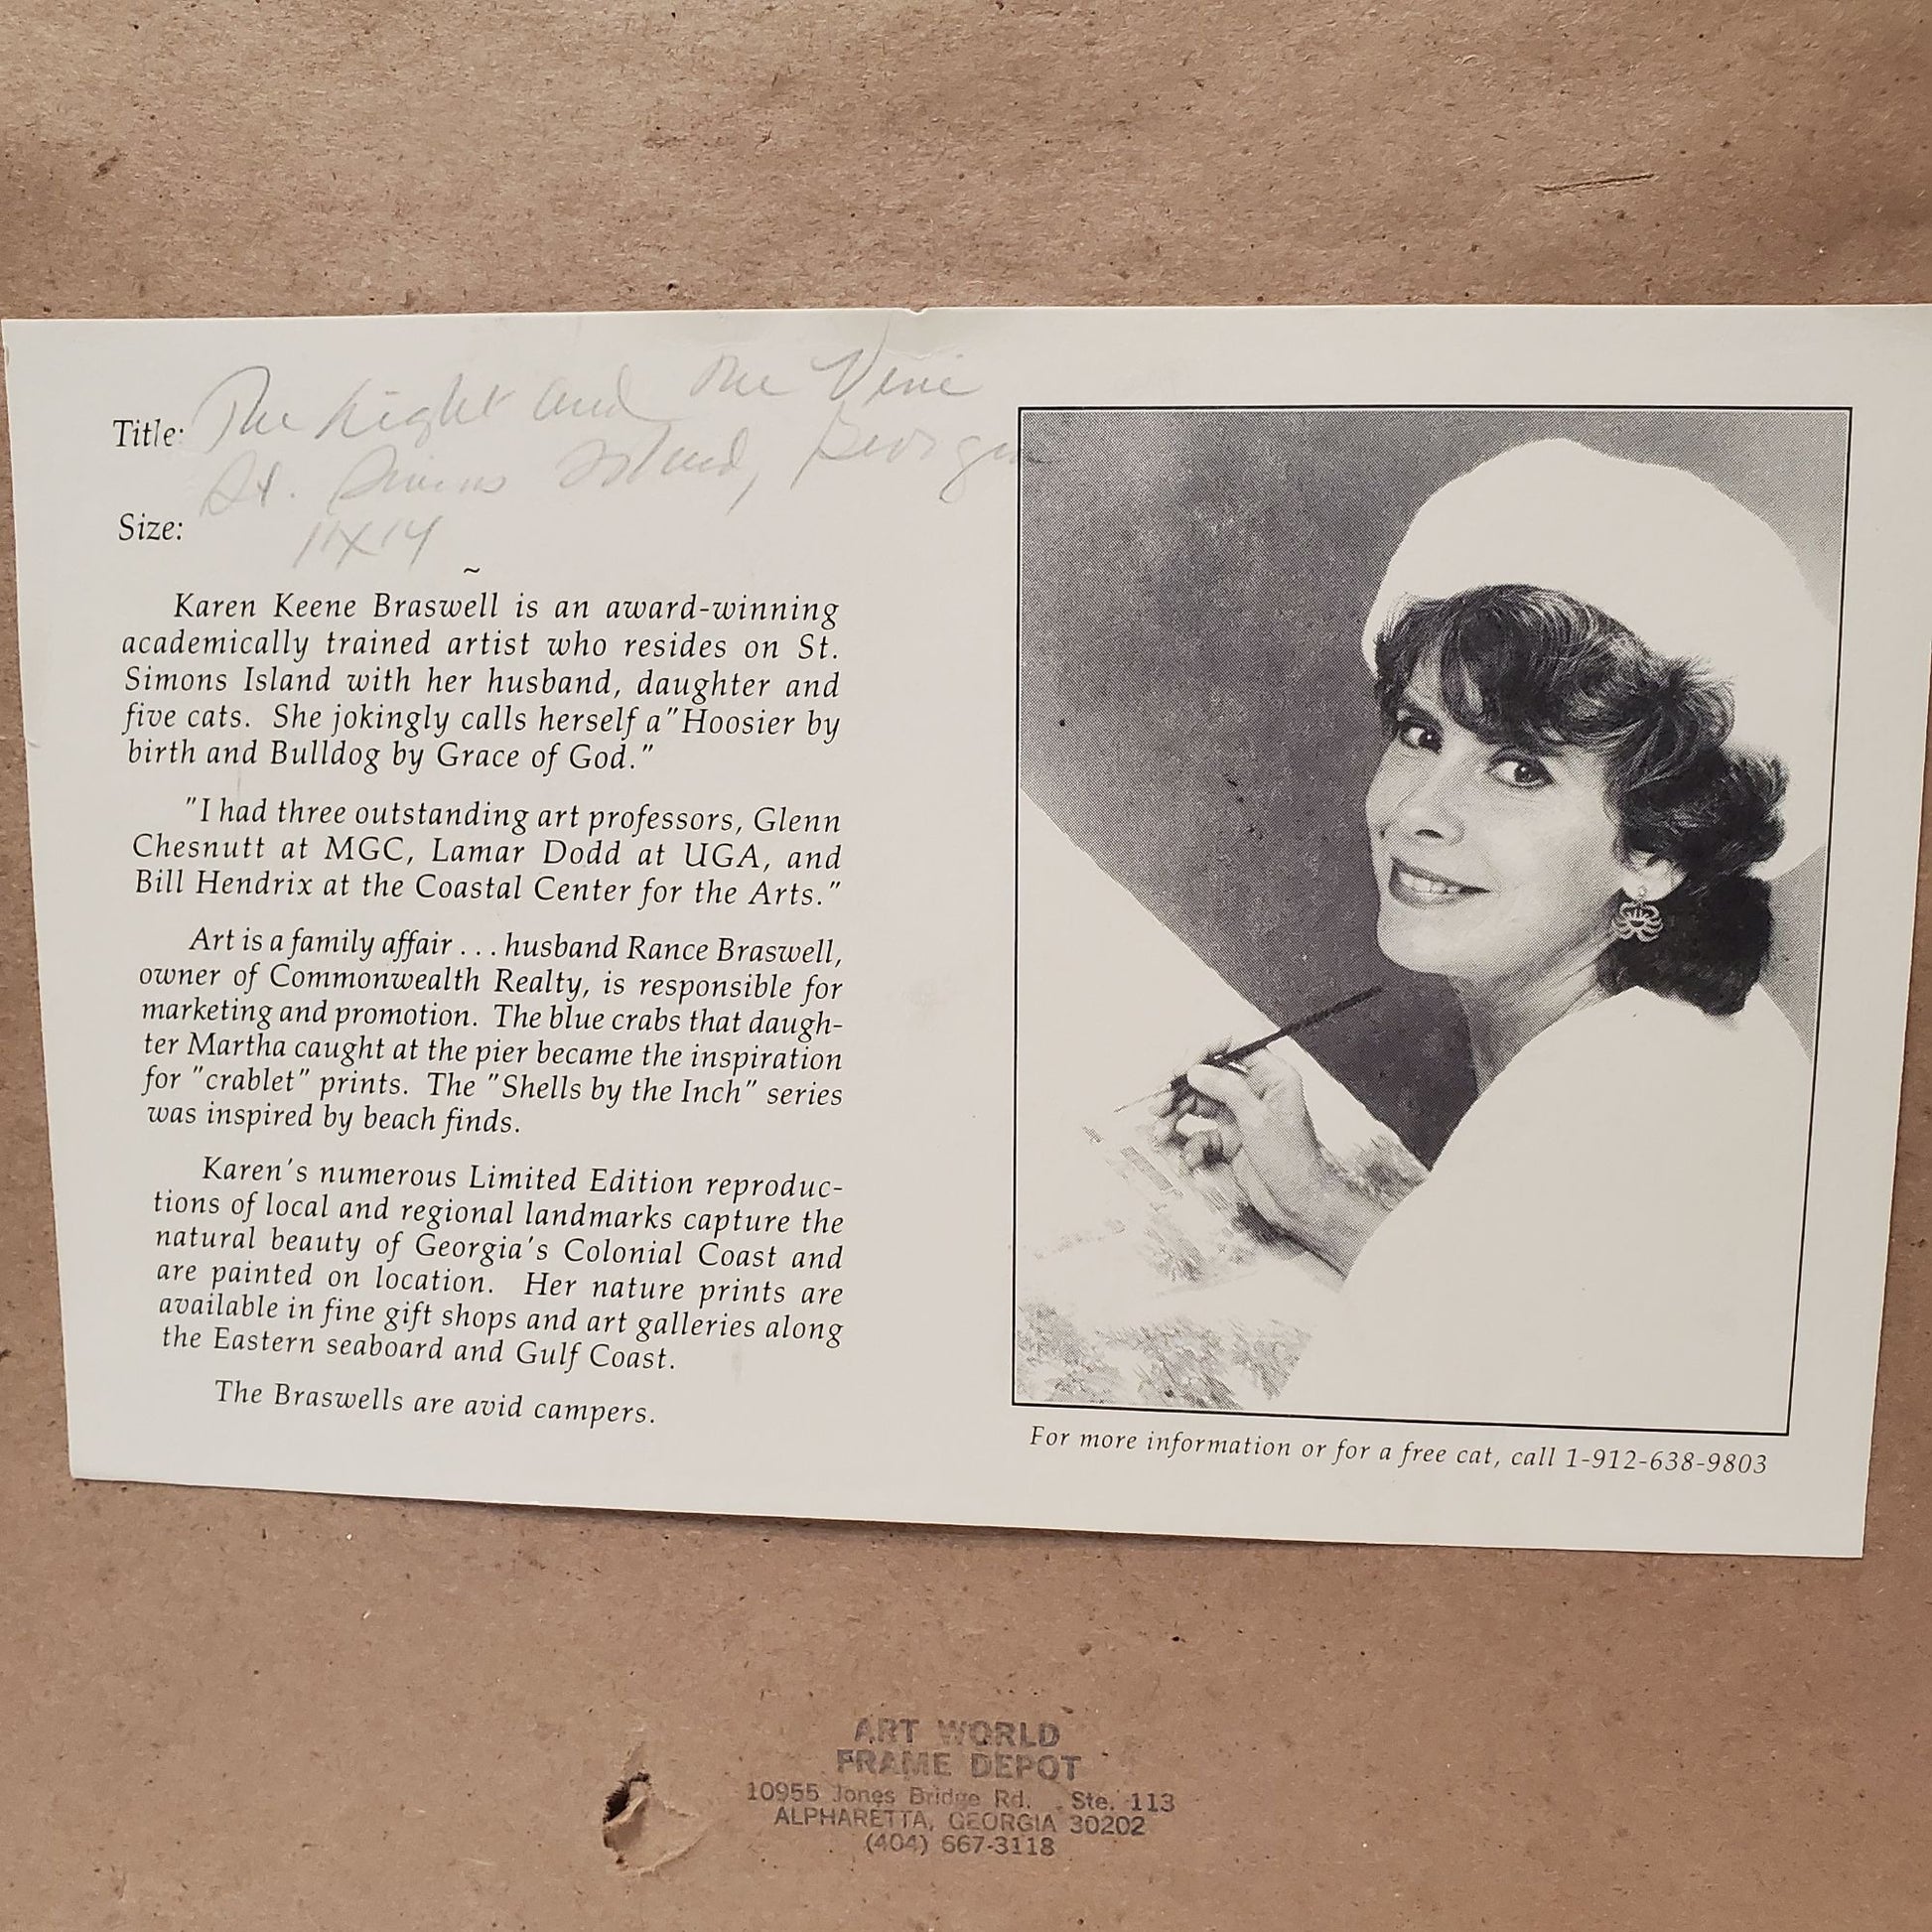 Title: The Light and the Vine
St. Simons Island, Georgia
Size: 11x14
~
Karen Keene Braswell is an award-winning
academically trained artist who resides on St.
Simons Island with her husband, daughter and
five cats. She jokingly calls herself a "Hoosier by
birth and Bulldog by Grace of God."
"I had three outstanding art professors, Glenn
Chesnutt at MGC, Lamar Dodd at UGA, and
Bill Hendrix at the Coastal Center for the Arts."
Art is a family affair . . . husband Rance Braswell,
owner of Commonwealth Realty, is responsible for
marketing and promotion. The blue crabs that daugh-
ter Martha caught at the pier became the inspiration
for "crablet" prints. The "Shells by the Inch" series
was inspired by beach finds.
Karen's numerous Limited Edition reproduc-
tions of local and regional landmarks capture the
natural beauty of Georgia's Colonial Coast and
are painted on location. Her nature prints are
available in fine gift shops and art galleries along
the Eastern seaboard and Gulf Coast.
The Braswells are avid campers.
For more information or for a free cat, call 1-912-638-9803
ART WORLD
FRAME DEPOT
10955 Jones Bridge Rd. Ste. 113
ALPHARETTA, GEORGIA 30202
(404) 667-3118